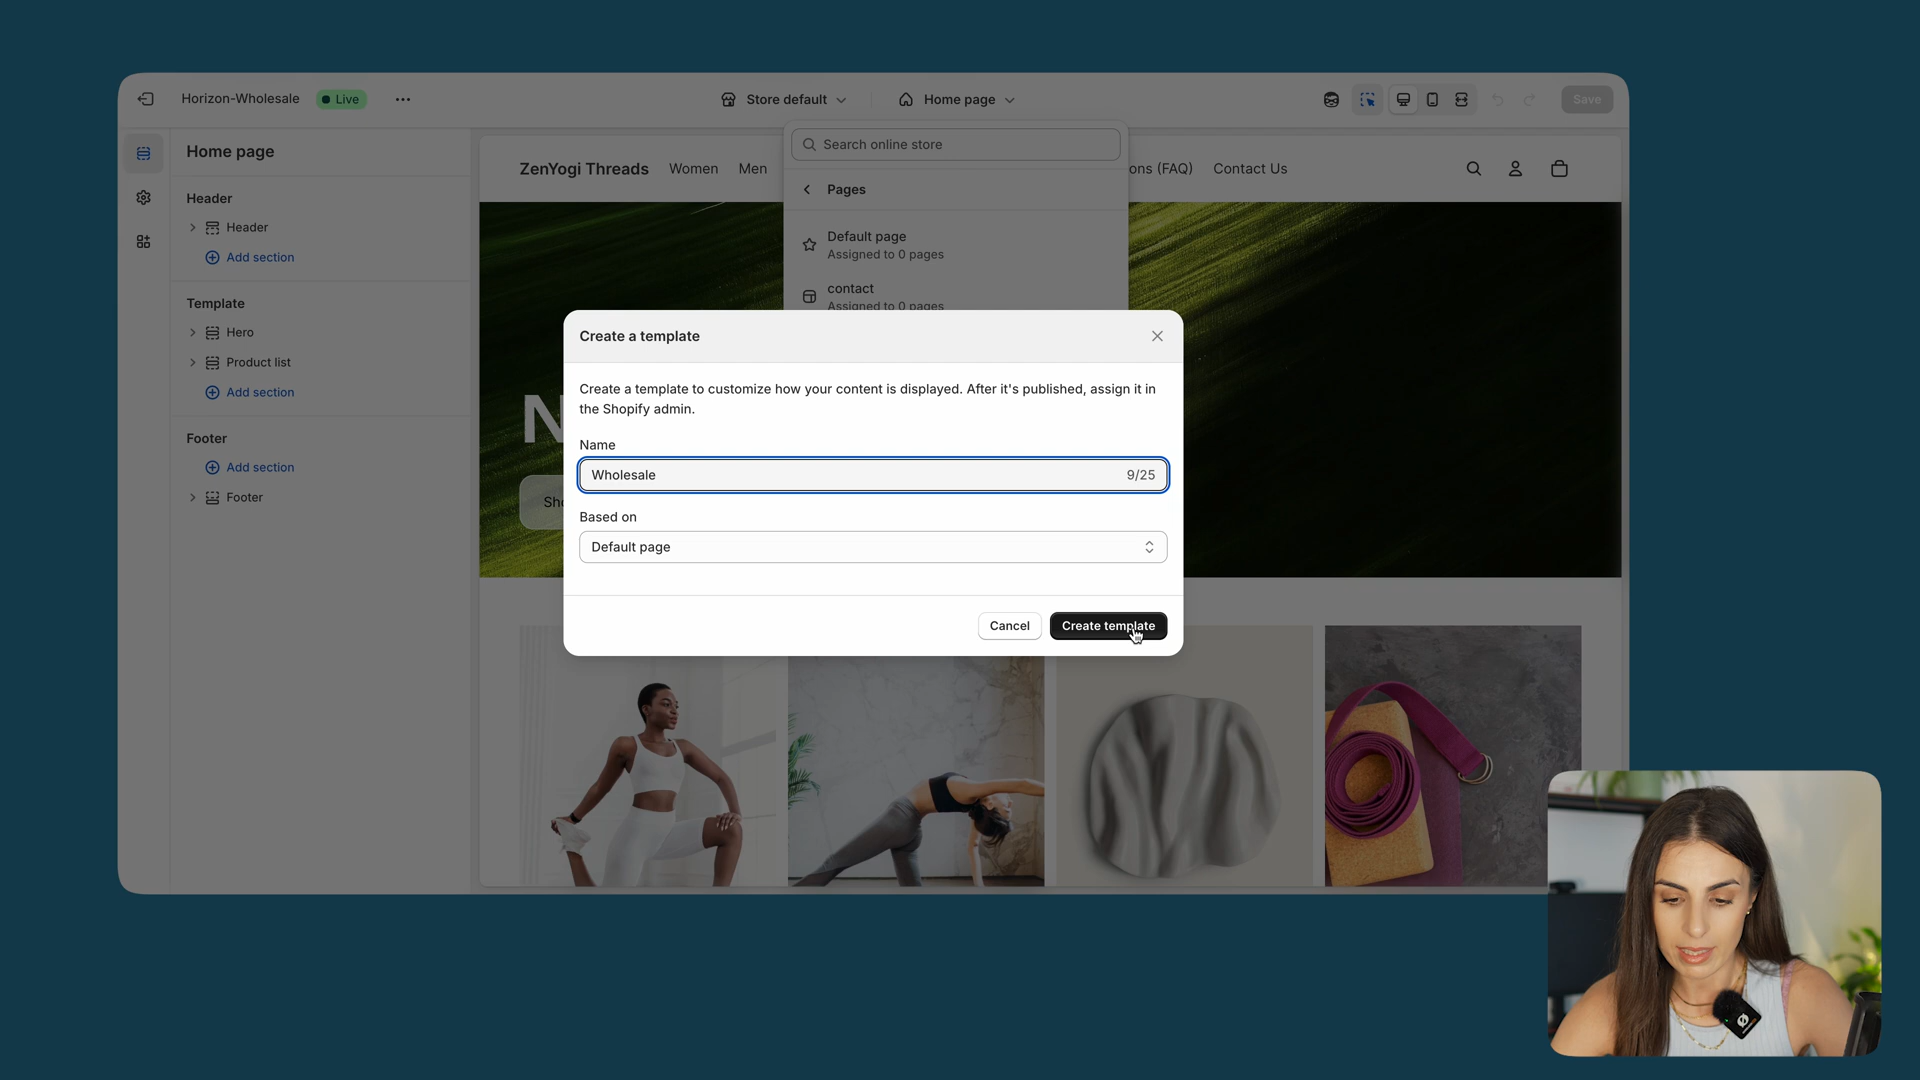 Horizon-Wholesale
Live
Store default
Home page
Save
Home page
Header
Header
Add section
Template
Hero
Product list
Add section
Footer
Add section
Footer
ZenYogi Threads
Women
Men
ons (FAQ)
Contact Us
Search online store
Pages
Default page
Assigned to 0 pages
contact
Assigned to 0 pages
N
Sh
Create a template
Create a template to customize how your content is displayed. After it's published, assign it in
the Shopify admin.
Name
Wholesale
9/25
Based on
Default page
Cancel
Create template